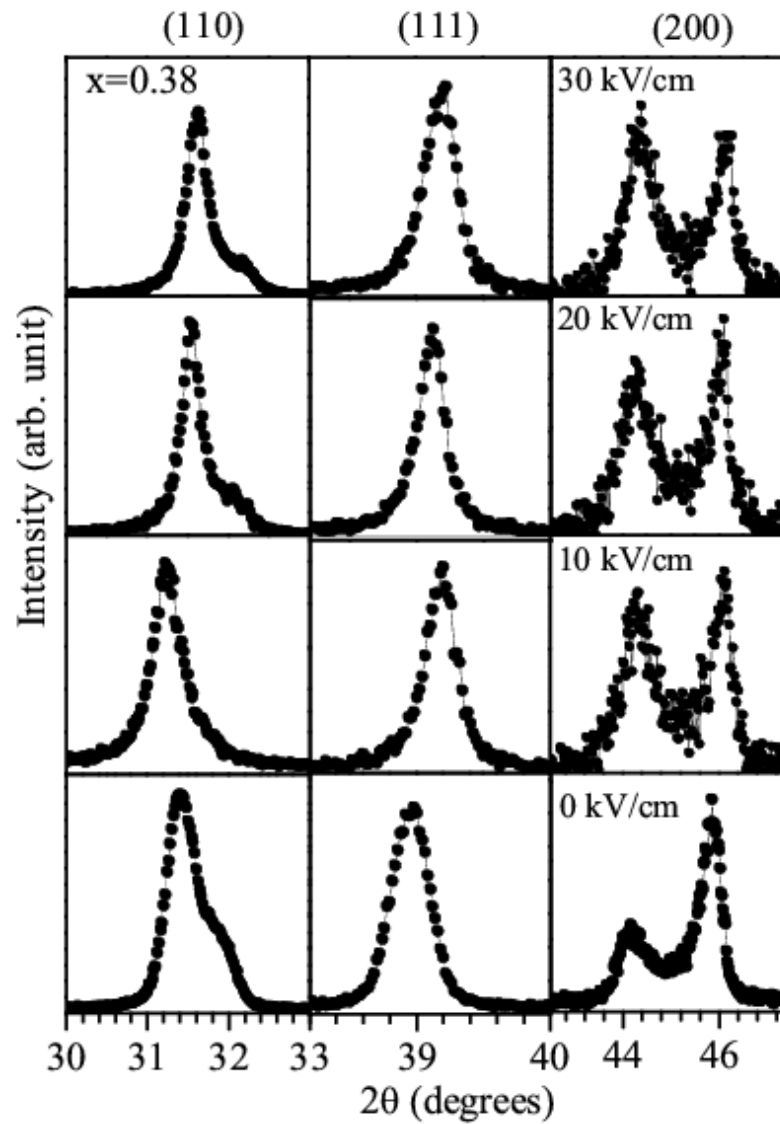 (110) (111) (200)
x=0.38 30 kV/cm
20 kV/cm
10 kV/cm
0 kV/cm
Intensity (arb. unit)
30 31 32 33 39 40 44 46
2θ (degrees)